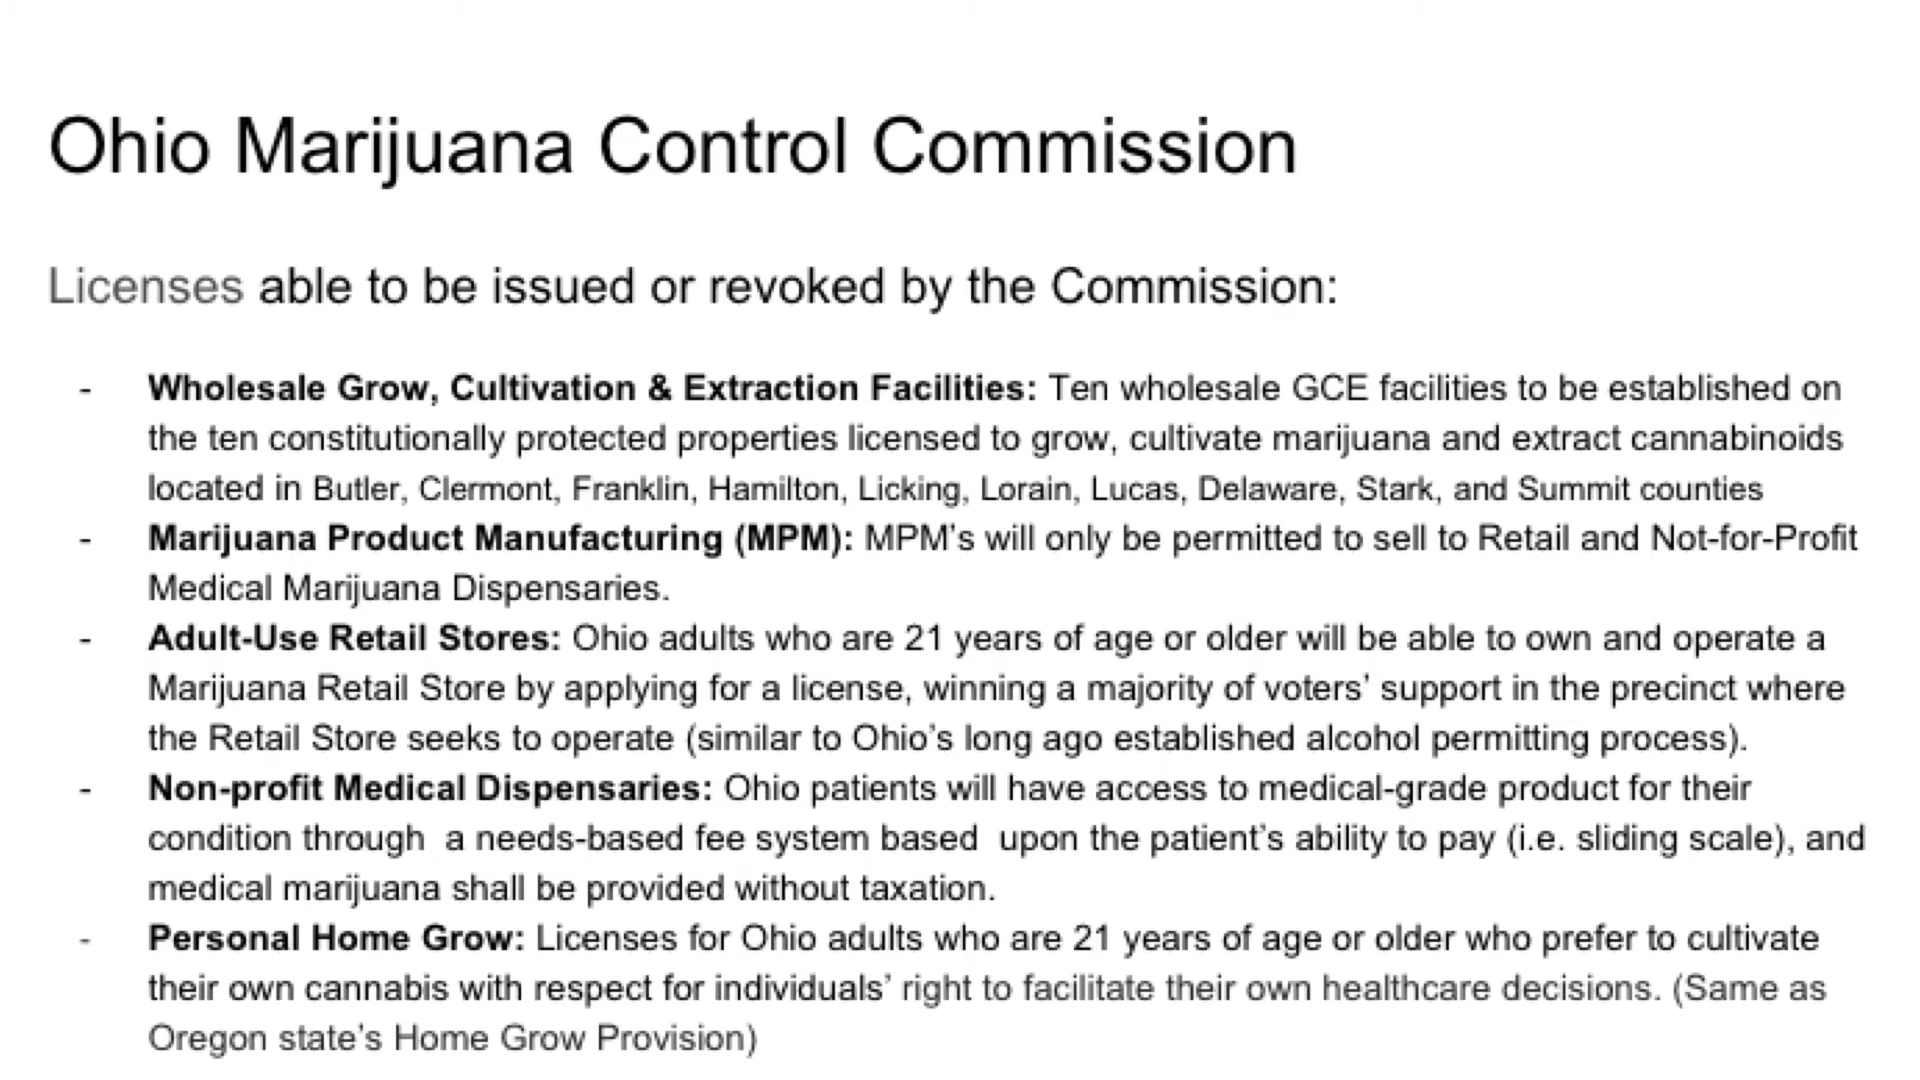 Ohio Marijuana Control Commission
Licenses able to be issued or revoked by the Commission:
- Wholesale Grow, Cultivation & Extraction Facilities: Ten wholesale GCE facilities to be established on
the ten constitutionally protected properties licensed to grow, cultivate marijuana and extract cannabinoids
located in Butler, Clermont, Franklin, Hamilton, Licking, Lorain, Lucas, Delaware, Stark, and Summit counties
- Marijuana Product Manufacturing (MPM): MPM's will only be permitted to sell to Retail and Not-for-Profit
Medical Marijuana Dispensaries.
- Adult-Use Retail Stores: Ohio adults who are 21 years of age or older will be able to own and operate a
Marijuana Retail Store by applying for a license, winning a majority of voters' support in the precinct where
the Retail Store seeks to operate (similar to Ohio's long ago established alcohol permitting process).
- Non-profit Medical Dispensaries: Ohio patients will have access to medical-grade product for their
condition through  a needs-based fee system based  upon the patient's ability to pay (i.e. sliding scale), and
medical marijuana shall be provided without taxation.
- Personal Home Grow: Licenses for Ohio adults who are 21 years of age or older who prefer to cultivate
their own cannabis with respect for individuals' right to facilitate their own healthcare decisions. (Same as
Oregon state's Home Grow Provision)